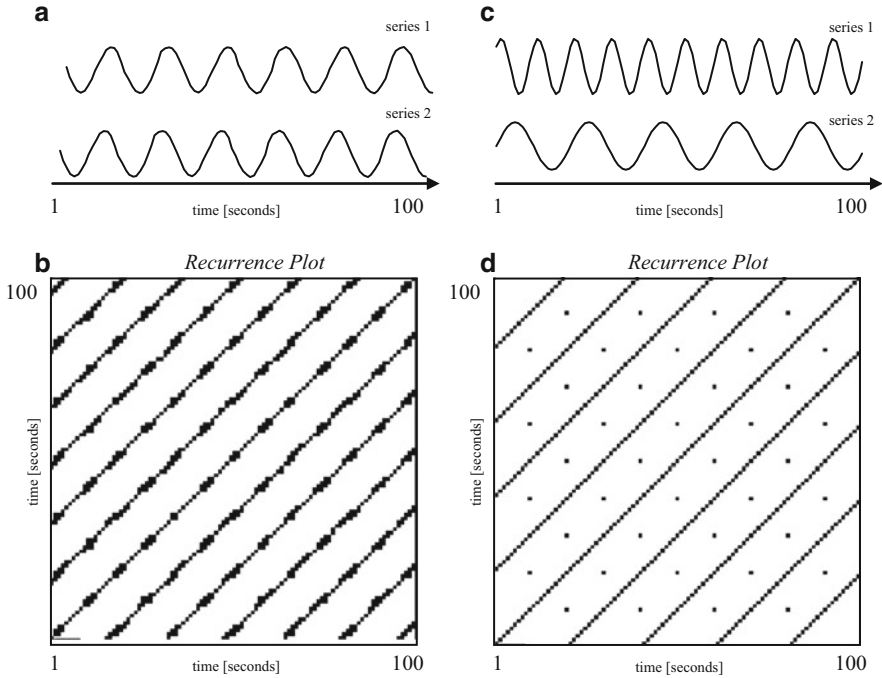 a
series 1
series 2
1 time [seconds] 100
c
series 1
series 2
1 time [seconds] 100
b
Recurrence Plot
100
time [seconds]
1 time [seconds] 100
d
Recurrence Plot
100
time [seconds]
1 time [seconds] 100